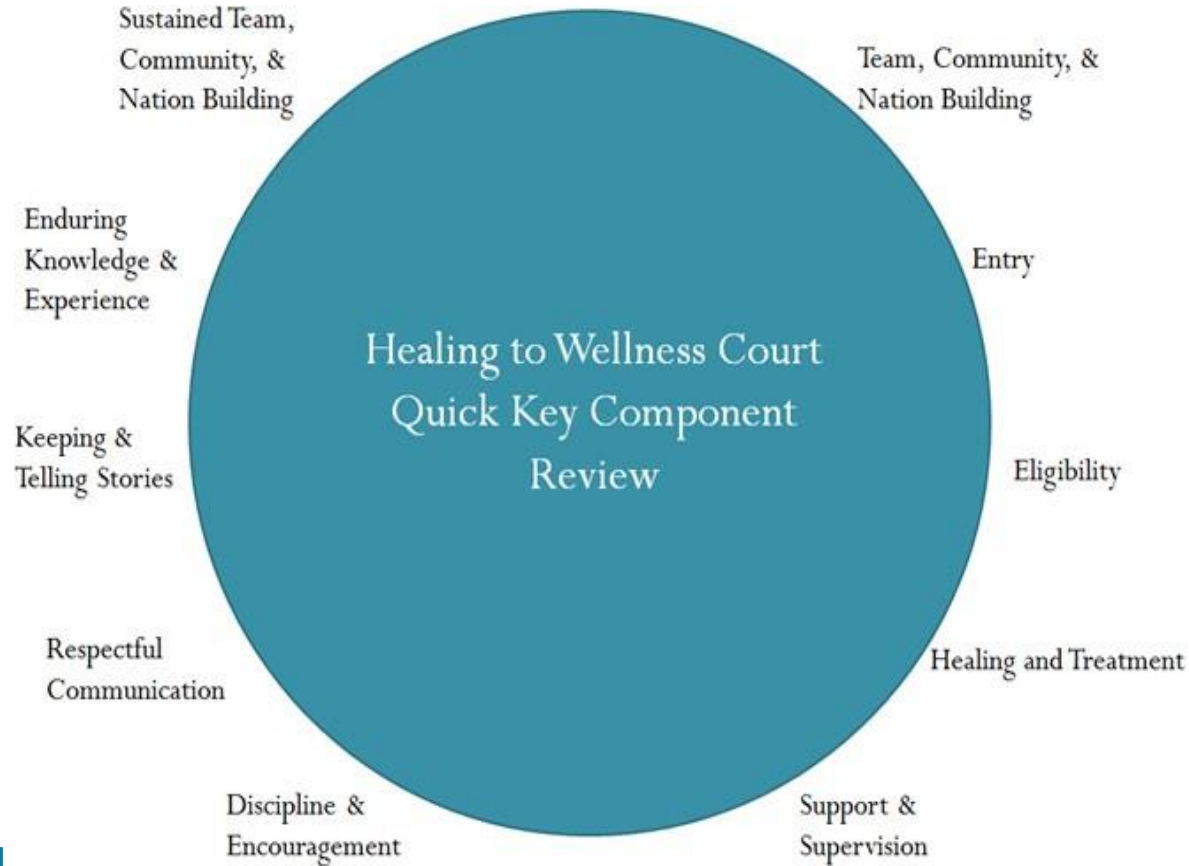 Sustained Team,
Community, &
Nation Building
Team, Community, &
Nation Building
Enduring
Knowledge &
Experience
Entry
Healing to Wellness Court
Quick Key Component
Review
Keeping &
Telling Stories
Eligibility
Respectful
Communication
Healing and Treatment
Discipline &
Encouragement
Support &
Supervision